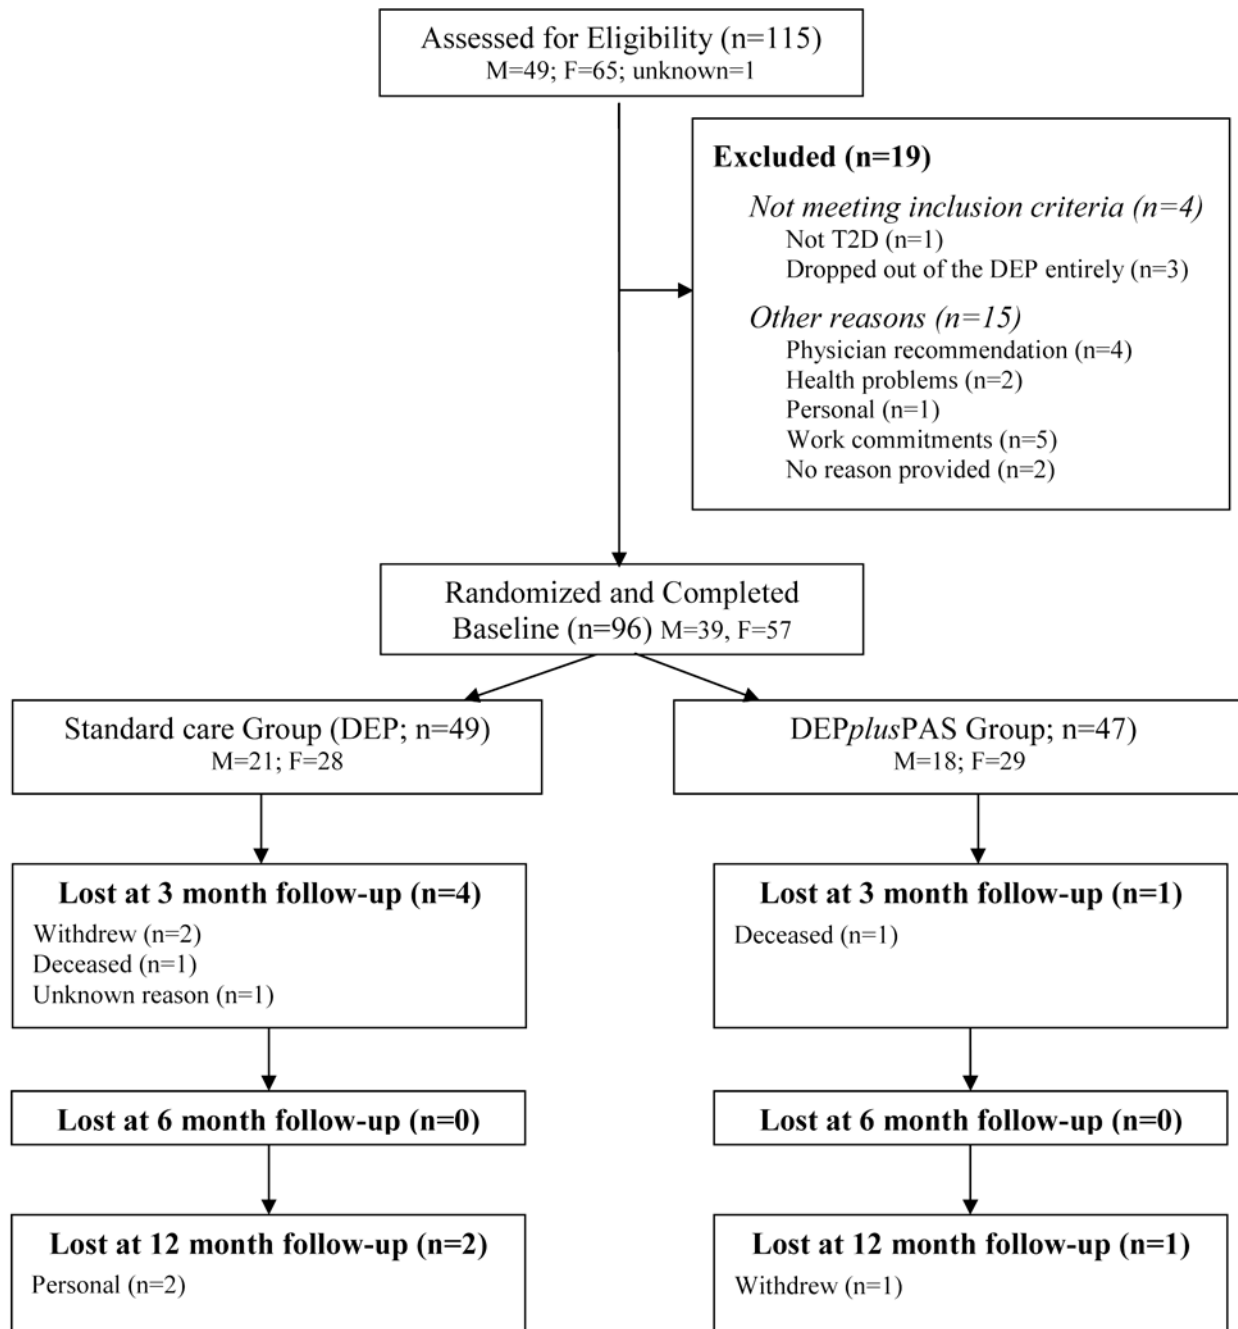 Assessed for Eligibility (n=115)
M=49; F=65; unknown=1
Excluded (n=19)
Not meeting inclusion criteria (n=4)
Not T2D (n=1)
Dropped out of the DEP entirely (n=3)
Other reasons (n=15)
Physician recommendation (n=4)
Health problems (n=2)
Personal (n=1)
Work commitments (n=5)
No reason provided (n=2)
Randomized and Completed
Baseline (n=96) M=39, F=57
Standard care Group (DEP; n=49)
M=21; F=28
DEPplusPAS Group; n=47)
M=18; F=29
Lost at 3 month follow-up (n=4)
Withdrew (n=2)
Deceased (n=1)
Unknown reason (n=1)
Lost at 3 month follow-up (n=1)
Deceased (n=1)
Lost at 6 month follow-up (n=0)
Lost at 6 month follow-up (n=0)
Lost at 12 month follow-up (n=2)
Personal (n=2)
Lost at 12 month follow-up (n=1)
Withdrew (n=1)